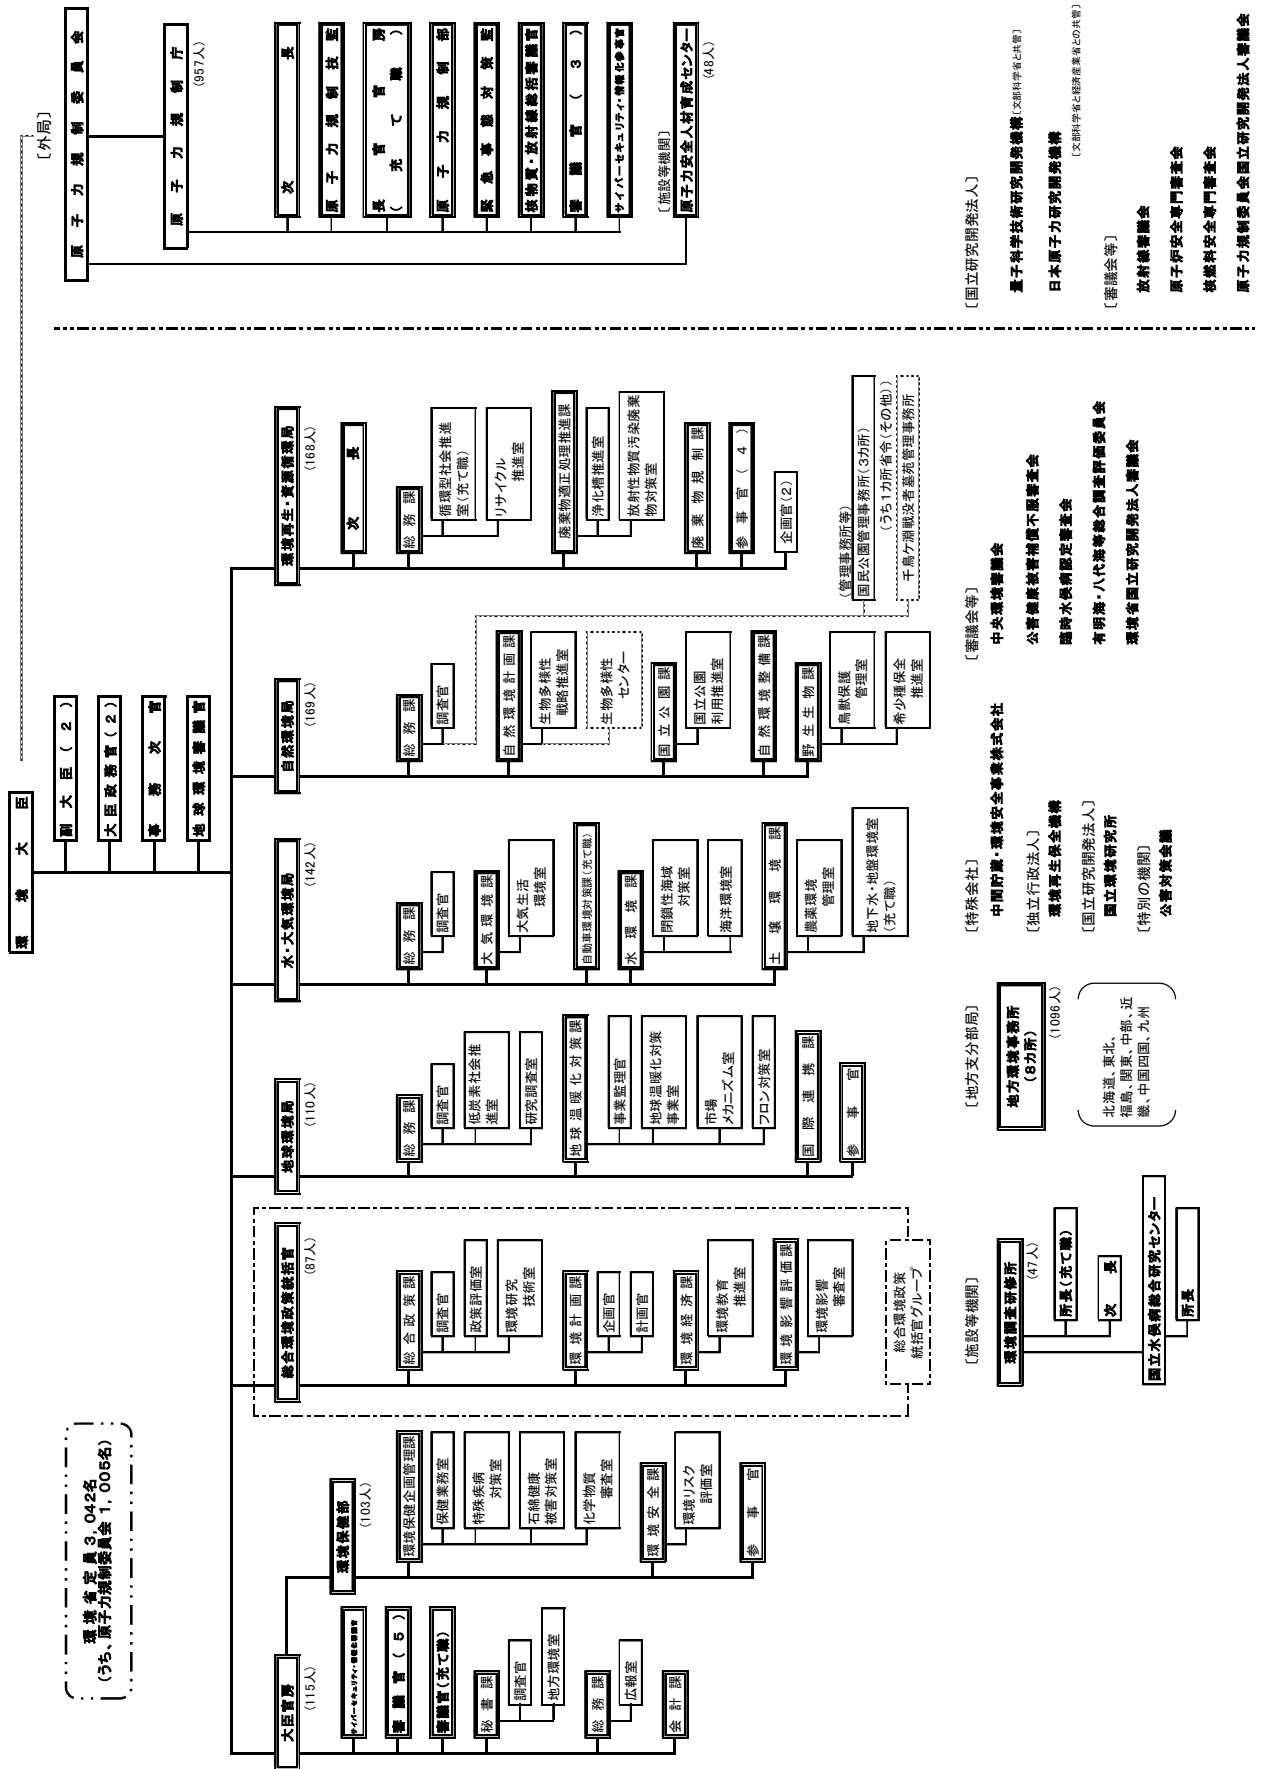 環境省定員3,042名
(うち、原子力規制委員会1,005名)
環境大臣
副大臣(2)
大臣政務官(2)
事務次官
地球環境審議官
大臣官房
(115人)
審議官(5)
審議官(充て職)
秘書課
調査官
地方環境室
総務課
広報室
会計課
環境保健部
(103人)
環境保健企画管理課
保健業務室
特殊疾病
対策室
石綿健康
被害対策室
化学物質
審査室
環境安全課
環境リスク
評価室
参事官
総合環境政策統括官
(87人)
総合政策課
調査官
政策評価室
環境研究
技術室
環境計画課
企画官
計画官
環境経済課
環境教育
推進室
環境影響評価課
環境影響
審査室
総合環境政策
統括官グループ
地球環境局
(110人)
総務課
調査官
低炭素社会推
進室
研究調査室
地球温暖化対策課
事業監理官
地球温暖化対策
事業室
市場
メカニズム室
フロン対策室
国際連携課
参事官
水・大気環境局
(142人)
総務課
調査官
大気環境課
大気生活
環境室
自動車環境対策課(充て職)
水環境課
閉鎖性海域
対策室
海洋環境室
土壌環境課
農薬環境
管理室
地下水・地盤環境室
(充て職)
自然環境局
(169人)
総務課
調査官
自然環境計画課
生物多様性
戦略推進室
生物多様性
センター
国立公園課
国立公園
利用推進室
自然環境整備課
野生生物課
鳥獣保護
管理室
希少種保全
推進室
(管理事務所等)
国民公園管理事務所(3カ所)
(うち1カ所省令(その他))
千鳥ケ淵戦没者墓苑管理事務所
環境再生・資源循環局
(168人)
次長
総務課
循環型社会推進
室(充て職)
リサイクル
推進室
廃棄物適正処理推進課
浄化槽推進室
放射性物質汚染廃棄
物対策室
廃棄物規制課
参事官(4)
企画官(2)
[外局]
原子力規制委員会
原子力規制庁
(957人)
次長
原子力規制技監
長官官房
(充て職)
原子力規制部
緊急事態対策監
核物質・放射線総括審議官
審議官(3)
サイバーセキュリティ・情報化参事官
[施設等機関]
原子力安全人材育成センター
(48人)
[国立研究開発法人]
量子科学技術研究開発機構[文部科学省と共管]
日本原子力研究開発機構
[文部科学省と経済産業省との共管]
[審議会等]
放射線審議会
原子炉安全専門審査会
核燃料安全専門審査会
原子力規制委員会国立研究開発法人審議会
[施設等機関]
環境調査研修所
(47人)
所長(充て職)
次長
国立水俣病総合研究センター
所長
[地方支分部局]
地方環境事務所
(8カ所)
(1096人)
北海道、東北、
福島、関東、中部、近
畿、中国四国、九州
[特殊会社]
中間貯蔵・環境安全事業株式会社
[独立行政法人]
環境再生保全機構
[国立研究開発法人]
国立環境研究所
[特別の機関]
公害対策会議
[審議会等]
中央環境審議会
公害健康被害補償不服審査会
臨時水俣病認定審査会
有明海・八代海等総合調査評価委員会
環境省国立研究開発法人審議会